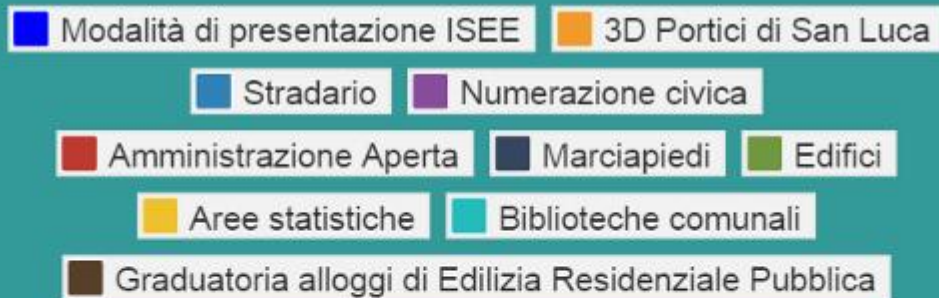 Modalità di presentazione ISEE 3D Portici di San Luca
Stradario Numerazione civica
Amministrazione Aperta Marciapiedi Edifici
Aree statistiche Biblioteche comunali
Graduatoria alloggi di Edilizia Residenziale Pubblica